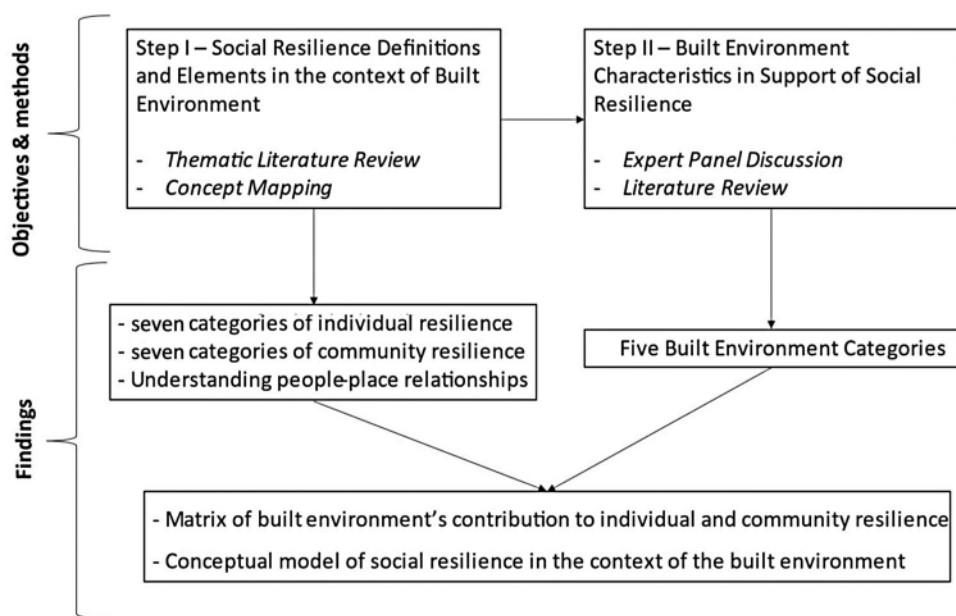 Objectives & methods
Step I – Social Resilience Definitions
and Elements in the context of Built
Environment
- Thematic Literature Review
- Concept Mapping
Step II – Built Environment
Characteristics in Support of Social
Resilience
- Expert Panel Discussion
- Literature Review
Findings
- seven categories of individual resilience
- seven categories of community resilience
- Understanding people-place relationships
Five Built Environment Categories
- Matrix of built environment's contribution to individual and community resilience
- Conceptual model of social resilience in the context of the built environment